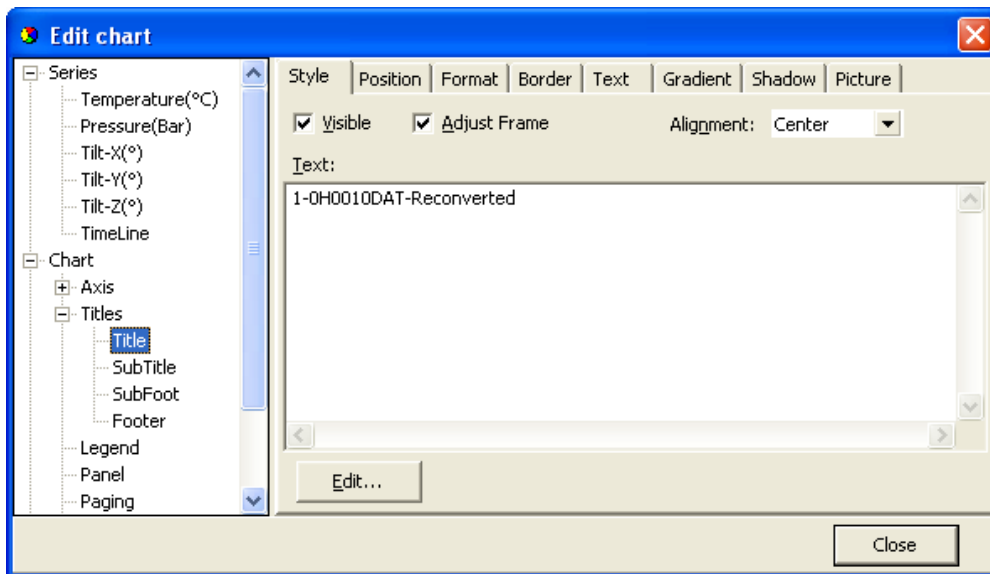 Edit chart
Series
Temperature(°C)
Pressure(Bar)
Tilt-X(°)
Tilt-Y(°)
Tilt-Z(°)
TimeLine
Chart
Axis
Titles
Title
SubTitle
SubFoot
Footer
Legend
Panel
Paging
Style Position Format Border Text Gradient Shadow Picture
Visible Adjust Frame Alignment: Center
Text:
1-0H0010DAT-Reconverted
Edit...
Close